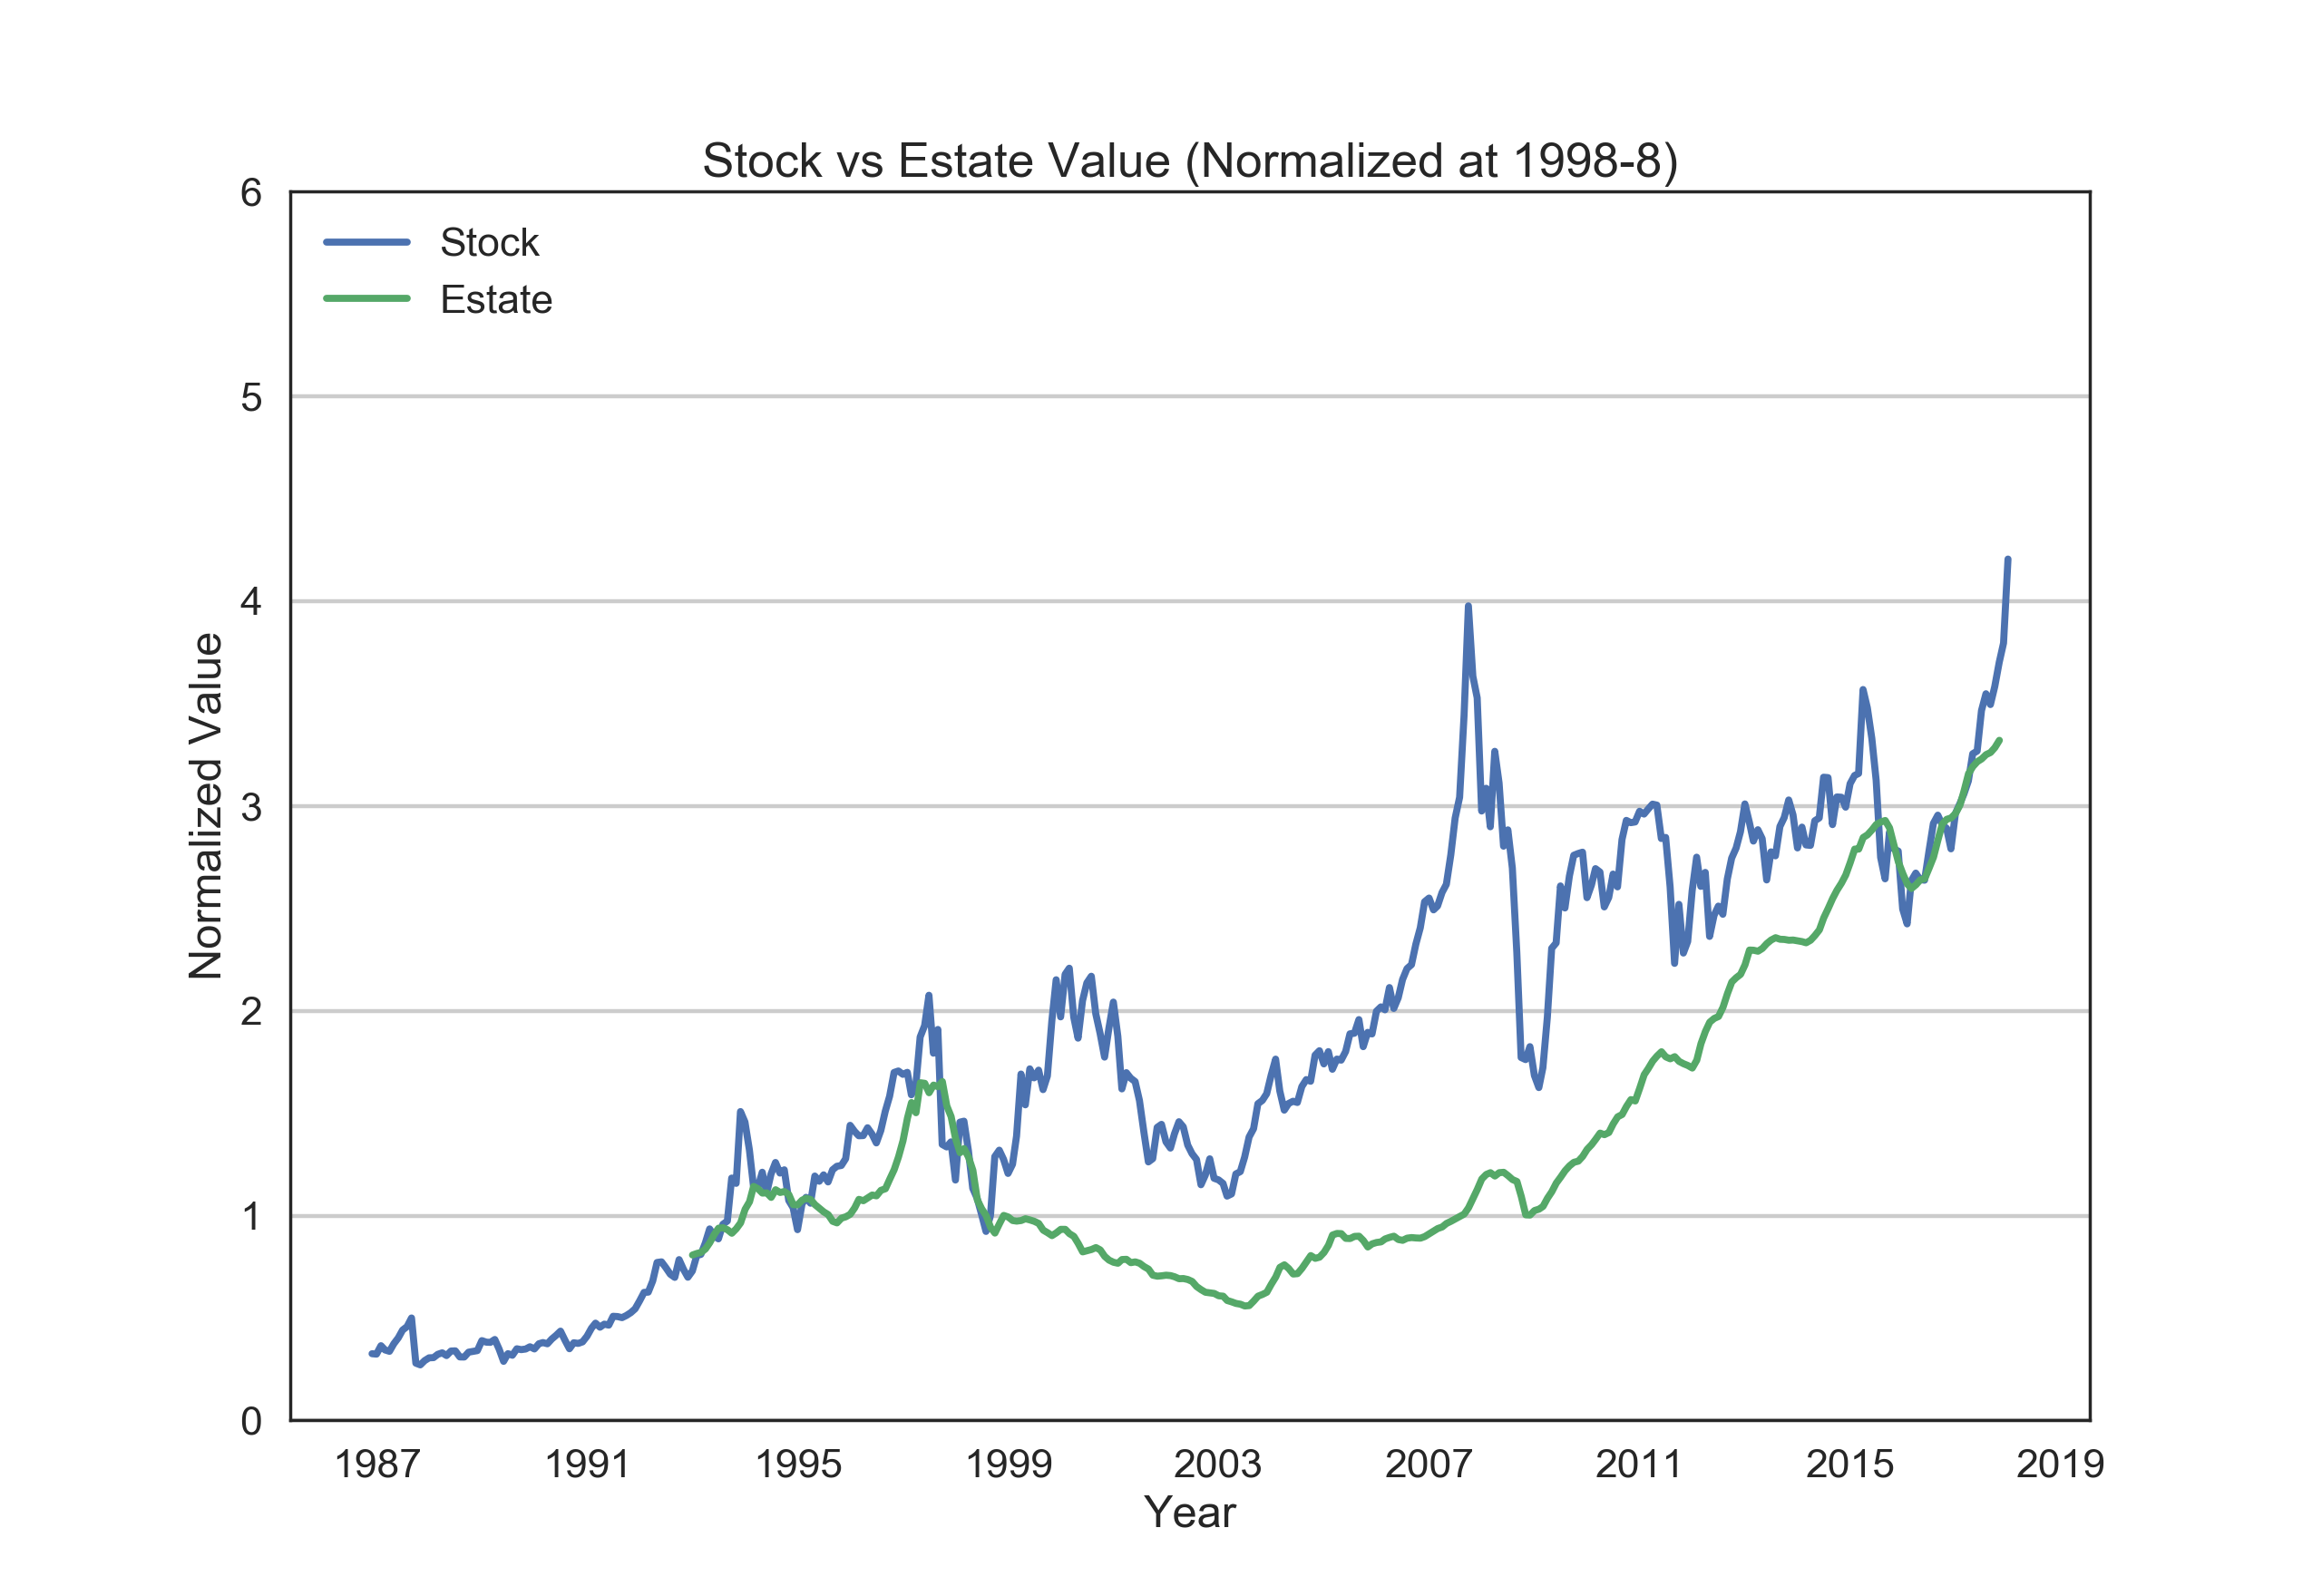 Stock vs Estate Value (Normalized at 1998-8)
6
Stock
Estate
5
4
3
2
1
0
Normalized Value
1987 1991 1995 1999 2003 2007 2011 2015 2019
Year